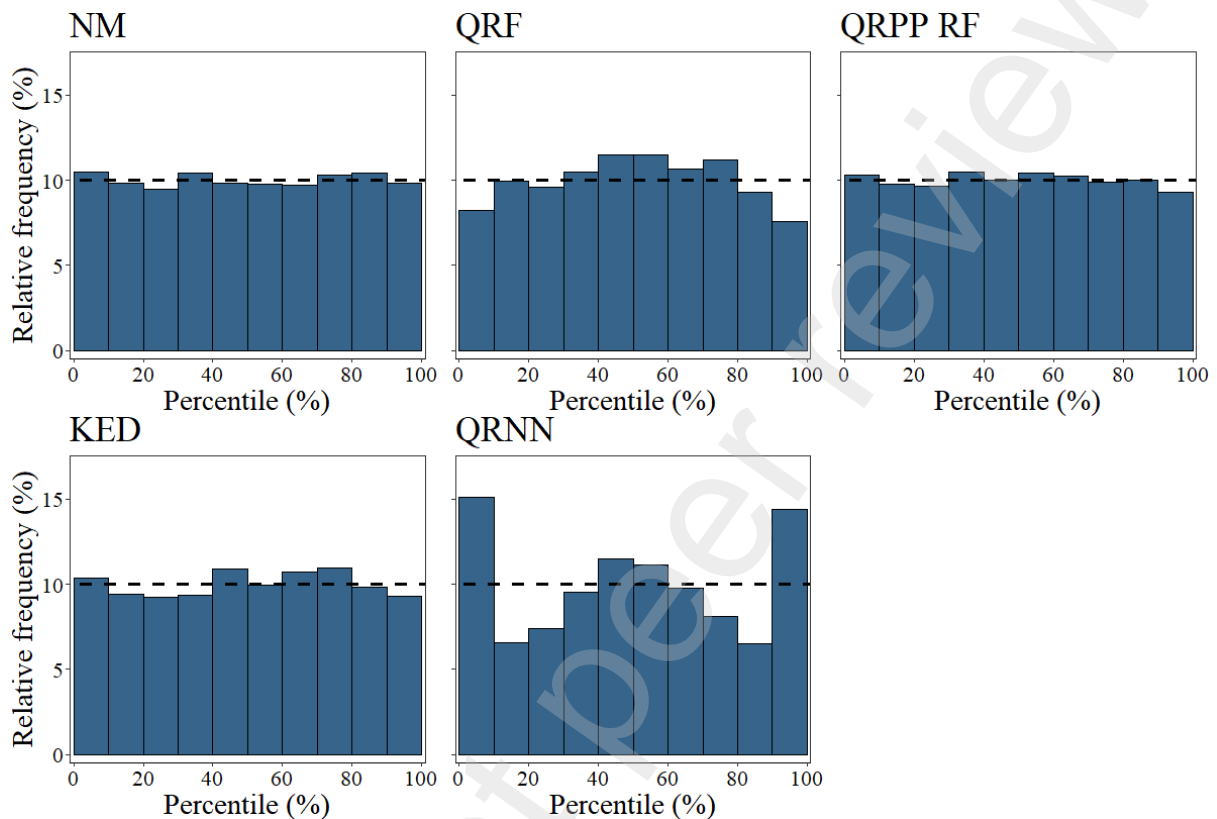 NM
QRF
QRPP RF
Relative frequency (%)
15
10
5
0
0 20 40 60 80 100
0 20 40 60 80 100
0 20 40 60 80 100
Percentile (%)
Percentile (%)
Percentile (%)
KED
QRNN
Relative frequency (%)
15
10
5
0
0 20 40 60 80 100
0 20 40 60 80 100
Percentile (%)
Percentile (%)
peer review